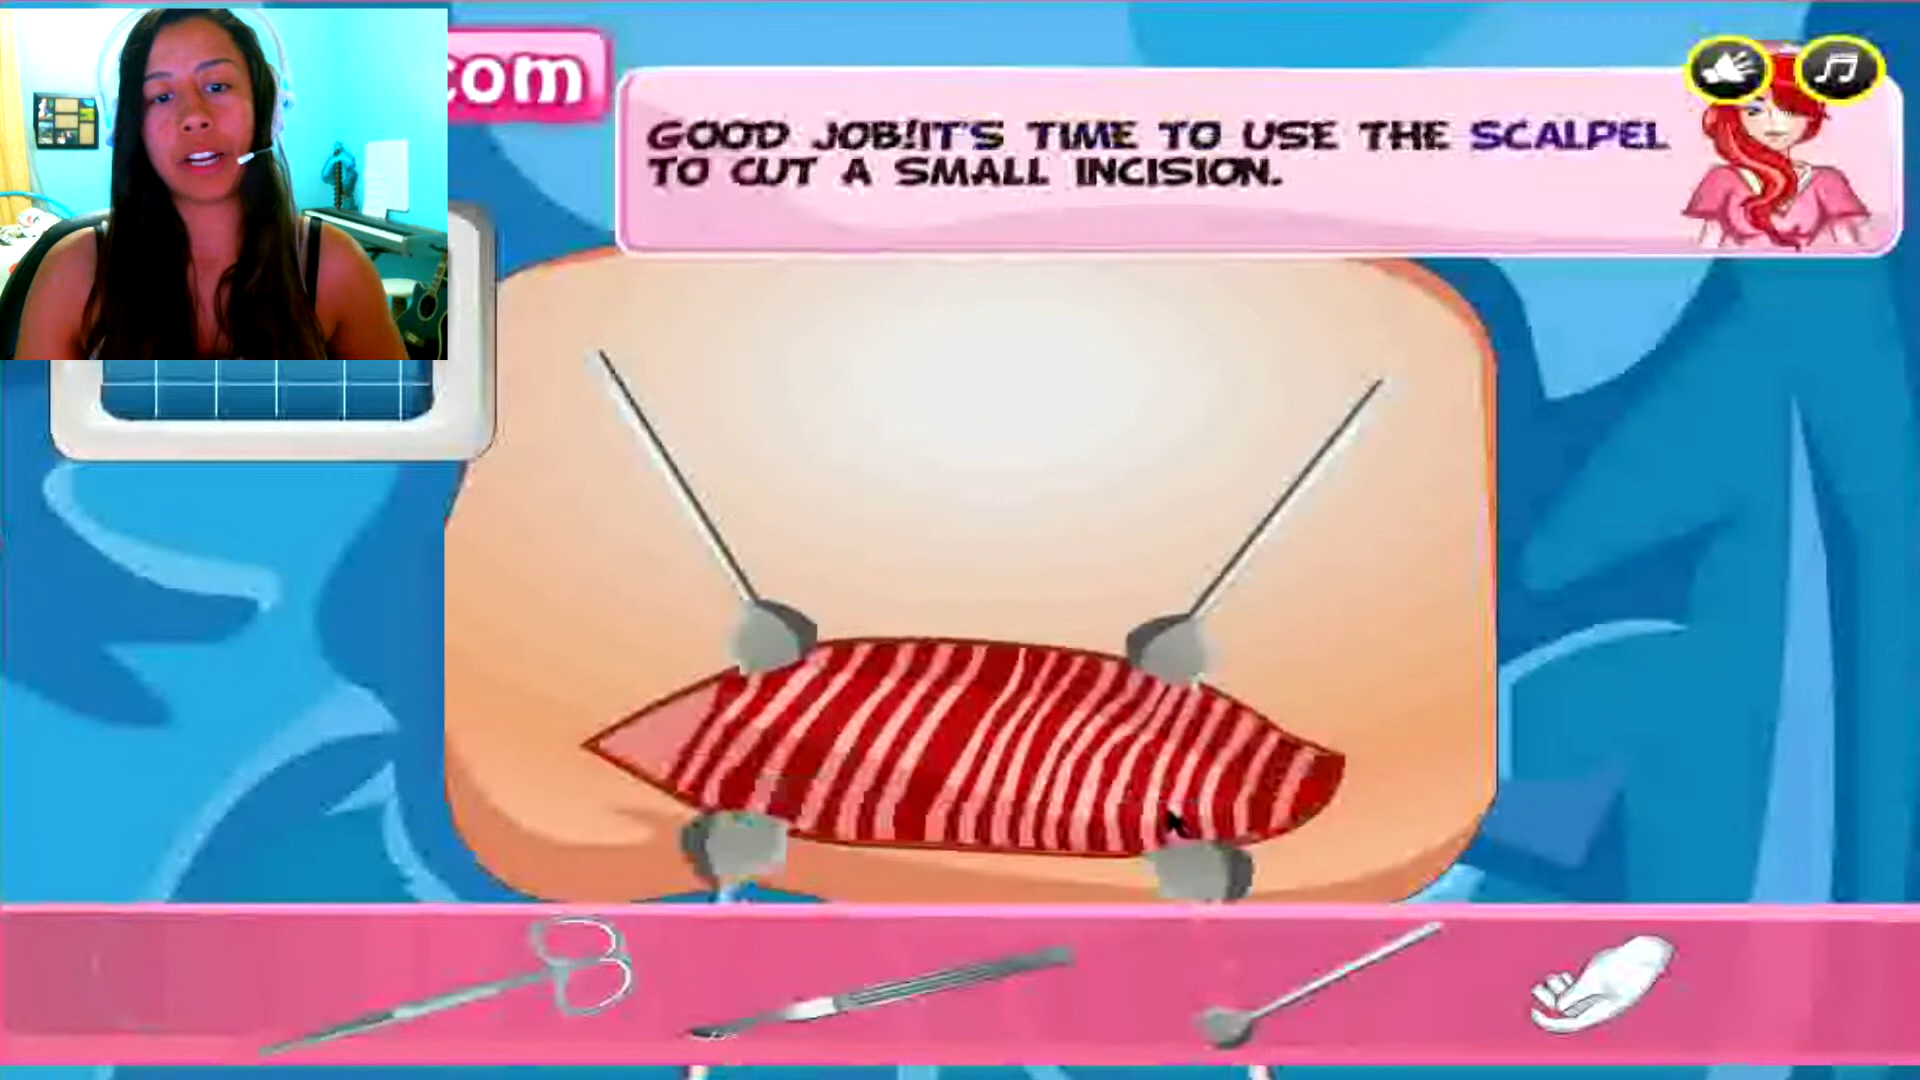 com
GOOD JOB!IT'S TIME TO USE THE SCALPEL
TO CUT A SMALL INCISION.